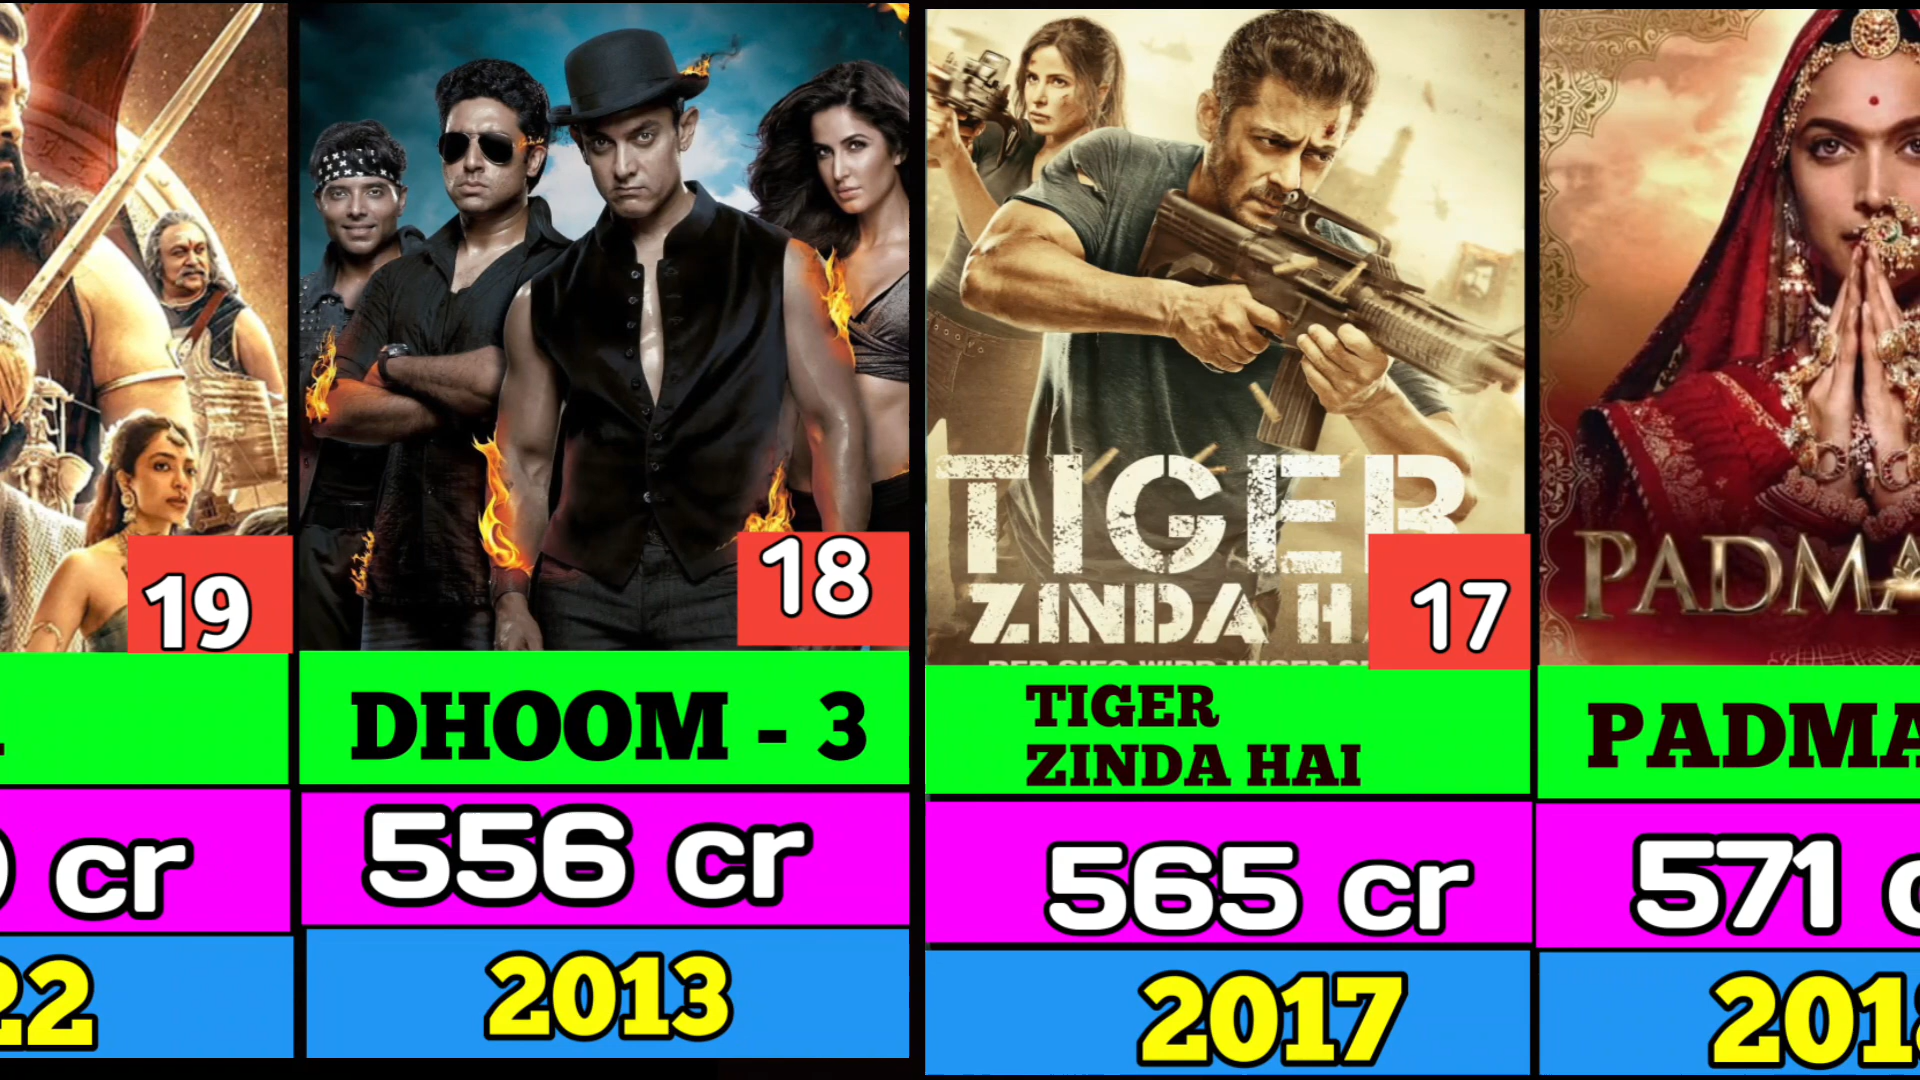 19
cr
22
18
DHOOM - 3
556 cr
2013
TIGER
ZINDA H
17
TIGER
ZINDA HAI
565 cr
2017
PADMA
PADMA
571 c
201